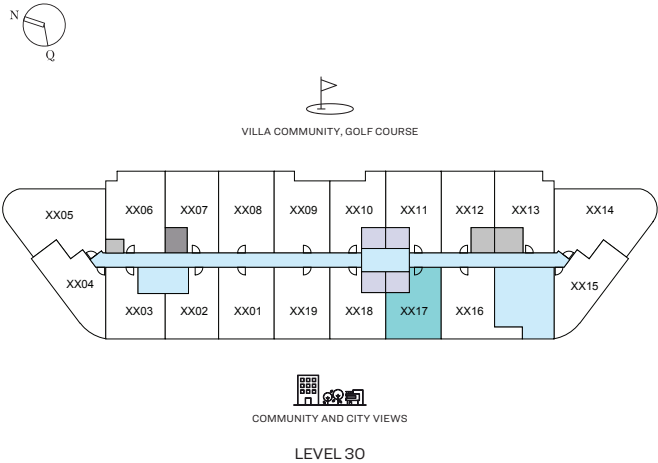 N
Q
VILLA COMMUNITY, GOLF COURSE
XX05
XX06
XX07
XX08
XX09
XX10
XX11
XX12
XX13
XX14
XX04
XX03
XX02
XX01
XX19
XX18
XX17
XX16
XX15
COMMUNITY AND CITY VIEWS
LEVEL 30